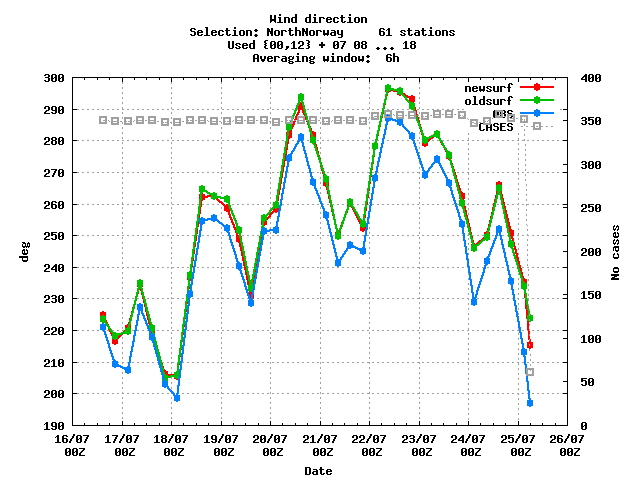 Wind direction
Selection: NorthNorway 61 stations
Used {00,12} + 07 08 ... 18
Averaging window: 6h
300 400
newsurf
oldsurf
290
OBS
350
CASES
280
270 300
260
250
250
deg No cases
240 200
230 150
220
100
210
50
200
190 0
16/07 17/07 18/07 19/07 20/07 21/07 22/07 23/07 24/07 25/07 26/07
00Z 00Z 00Z 00Z 00Z 00Z 00Z 00Z 00Z 00Z 00Z
Date